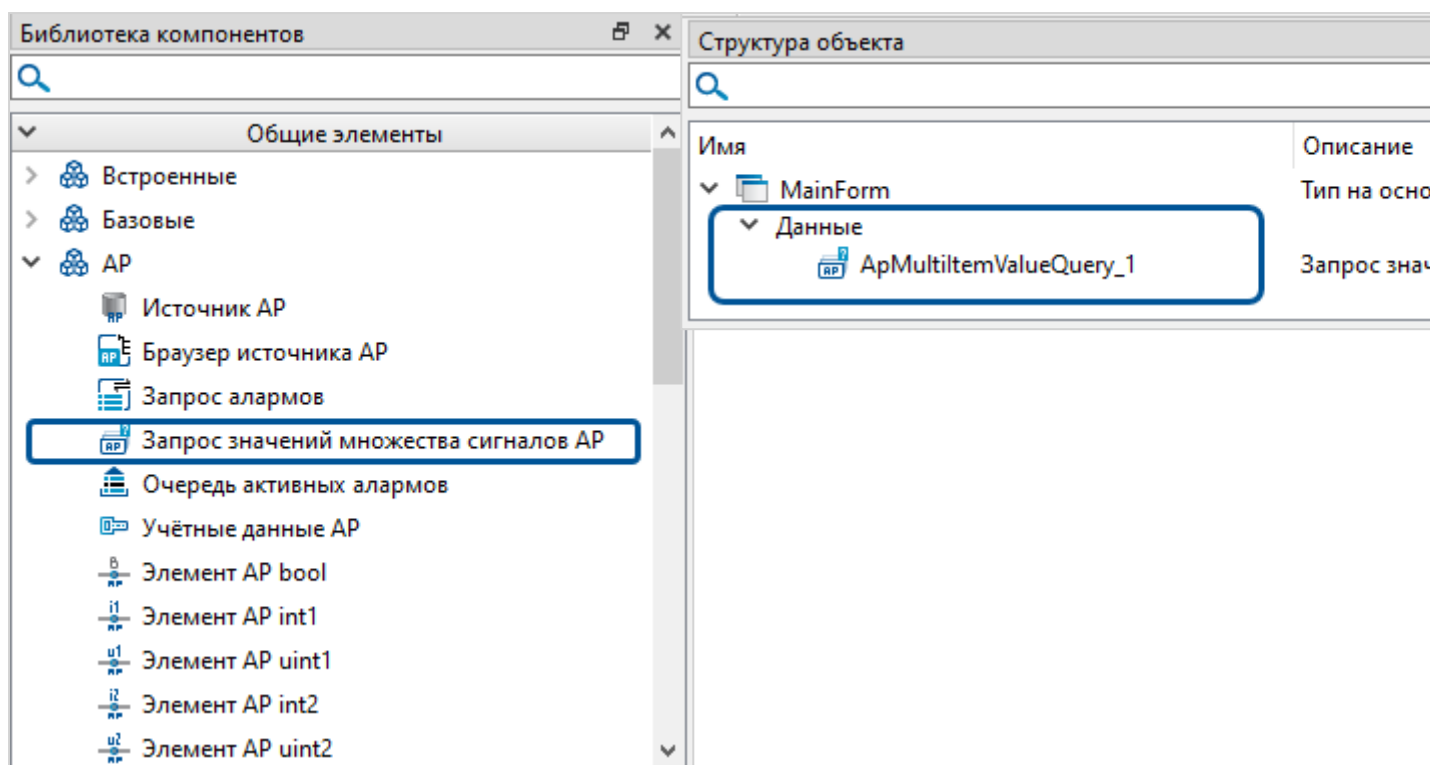 Библиотека компонентов
Общие элементы
Встроенные
Базовые
AP
Источник AP
Браузер источника AP
Запрос алармов
Запрос значений множества сигналов AP
Очередь активных алармов
Учётные данные AP
Элемент AP bool
Элемент AP int1
Элемент AP uint1
Элемент AP int2
Элемент AP uint2
Структура объекта
Имя Описание
MainForm Тип на осно
Данные
ApMultiItemValueQuery_1 Запрос знач